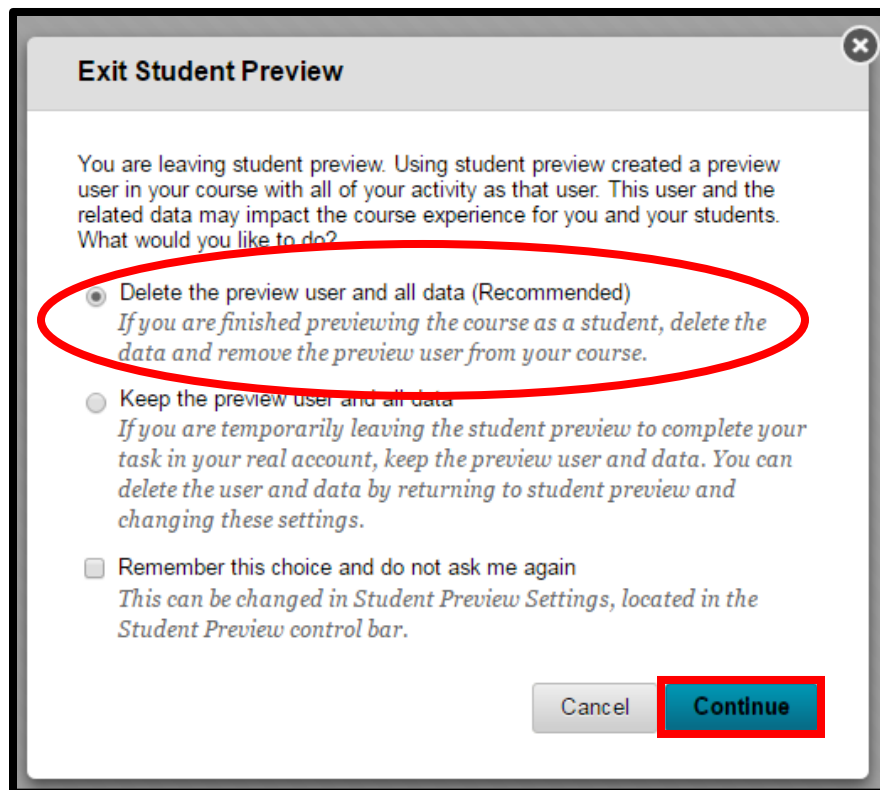 Exit Student Preview
You are leaving student preview. Using student preview created a preview
user in your course with all of your activity as that user. This user and the
related data may impact the course experience for you and your students.
What would you like to do?
Delete the preview user and all data (Recommended)
If you are finished previewing the course as a student, delete the
data and remove the preview user from your course.
Keep the preview user and all data
If you are temporarily leaving the student preview to complete your
task in your real account, keep the preview user and data. You can
delete the user and data by returning to student preview and
changing these settings.
Remember this choice and do not ask me again
This can be changed in Student Preview Settings, located in the
Student Preview control bar.
Cancel Continue